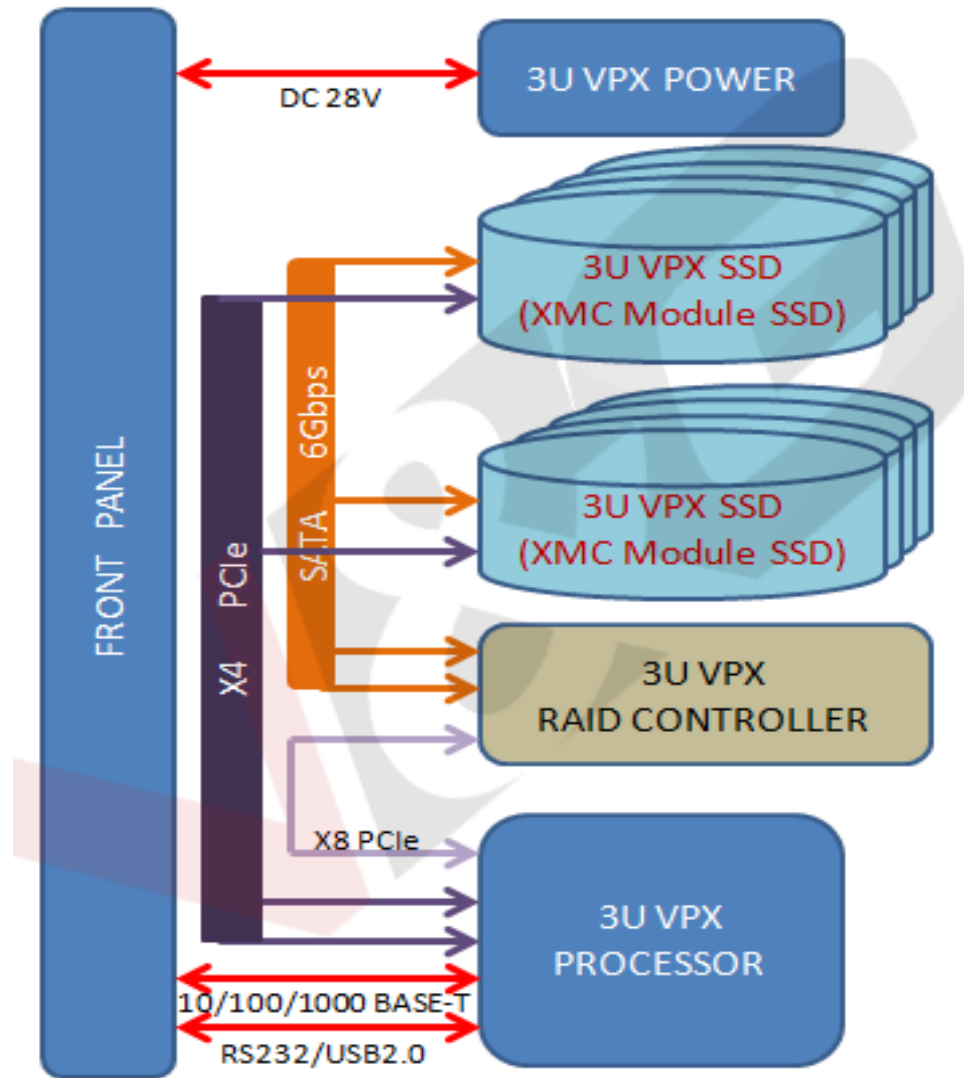 FRONT PANEL
DC 28V
3U VPX POWER
3U VPX SSD
(XMC Module SSD)
SATA 6Gbps
X4 PCIe
3U VPX SSD
(XMC Module SSD)
3U VPX
RAID CONTROLLER
X8 PCIe
3U VPX
PROCESSOR
10/100/1000 BASE-T
RS232/USB2.0